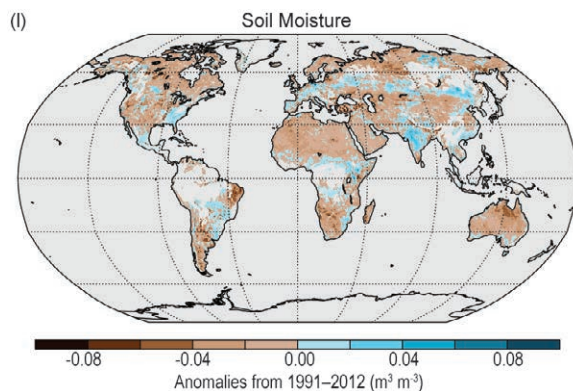 (l)
Soil Moisture
-0.08 -0.04 0.00 0.04 0.08
Anomalies from 1991–2012 (m³ m⁻³)